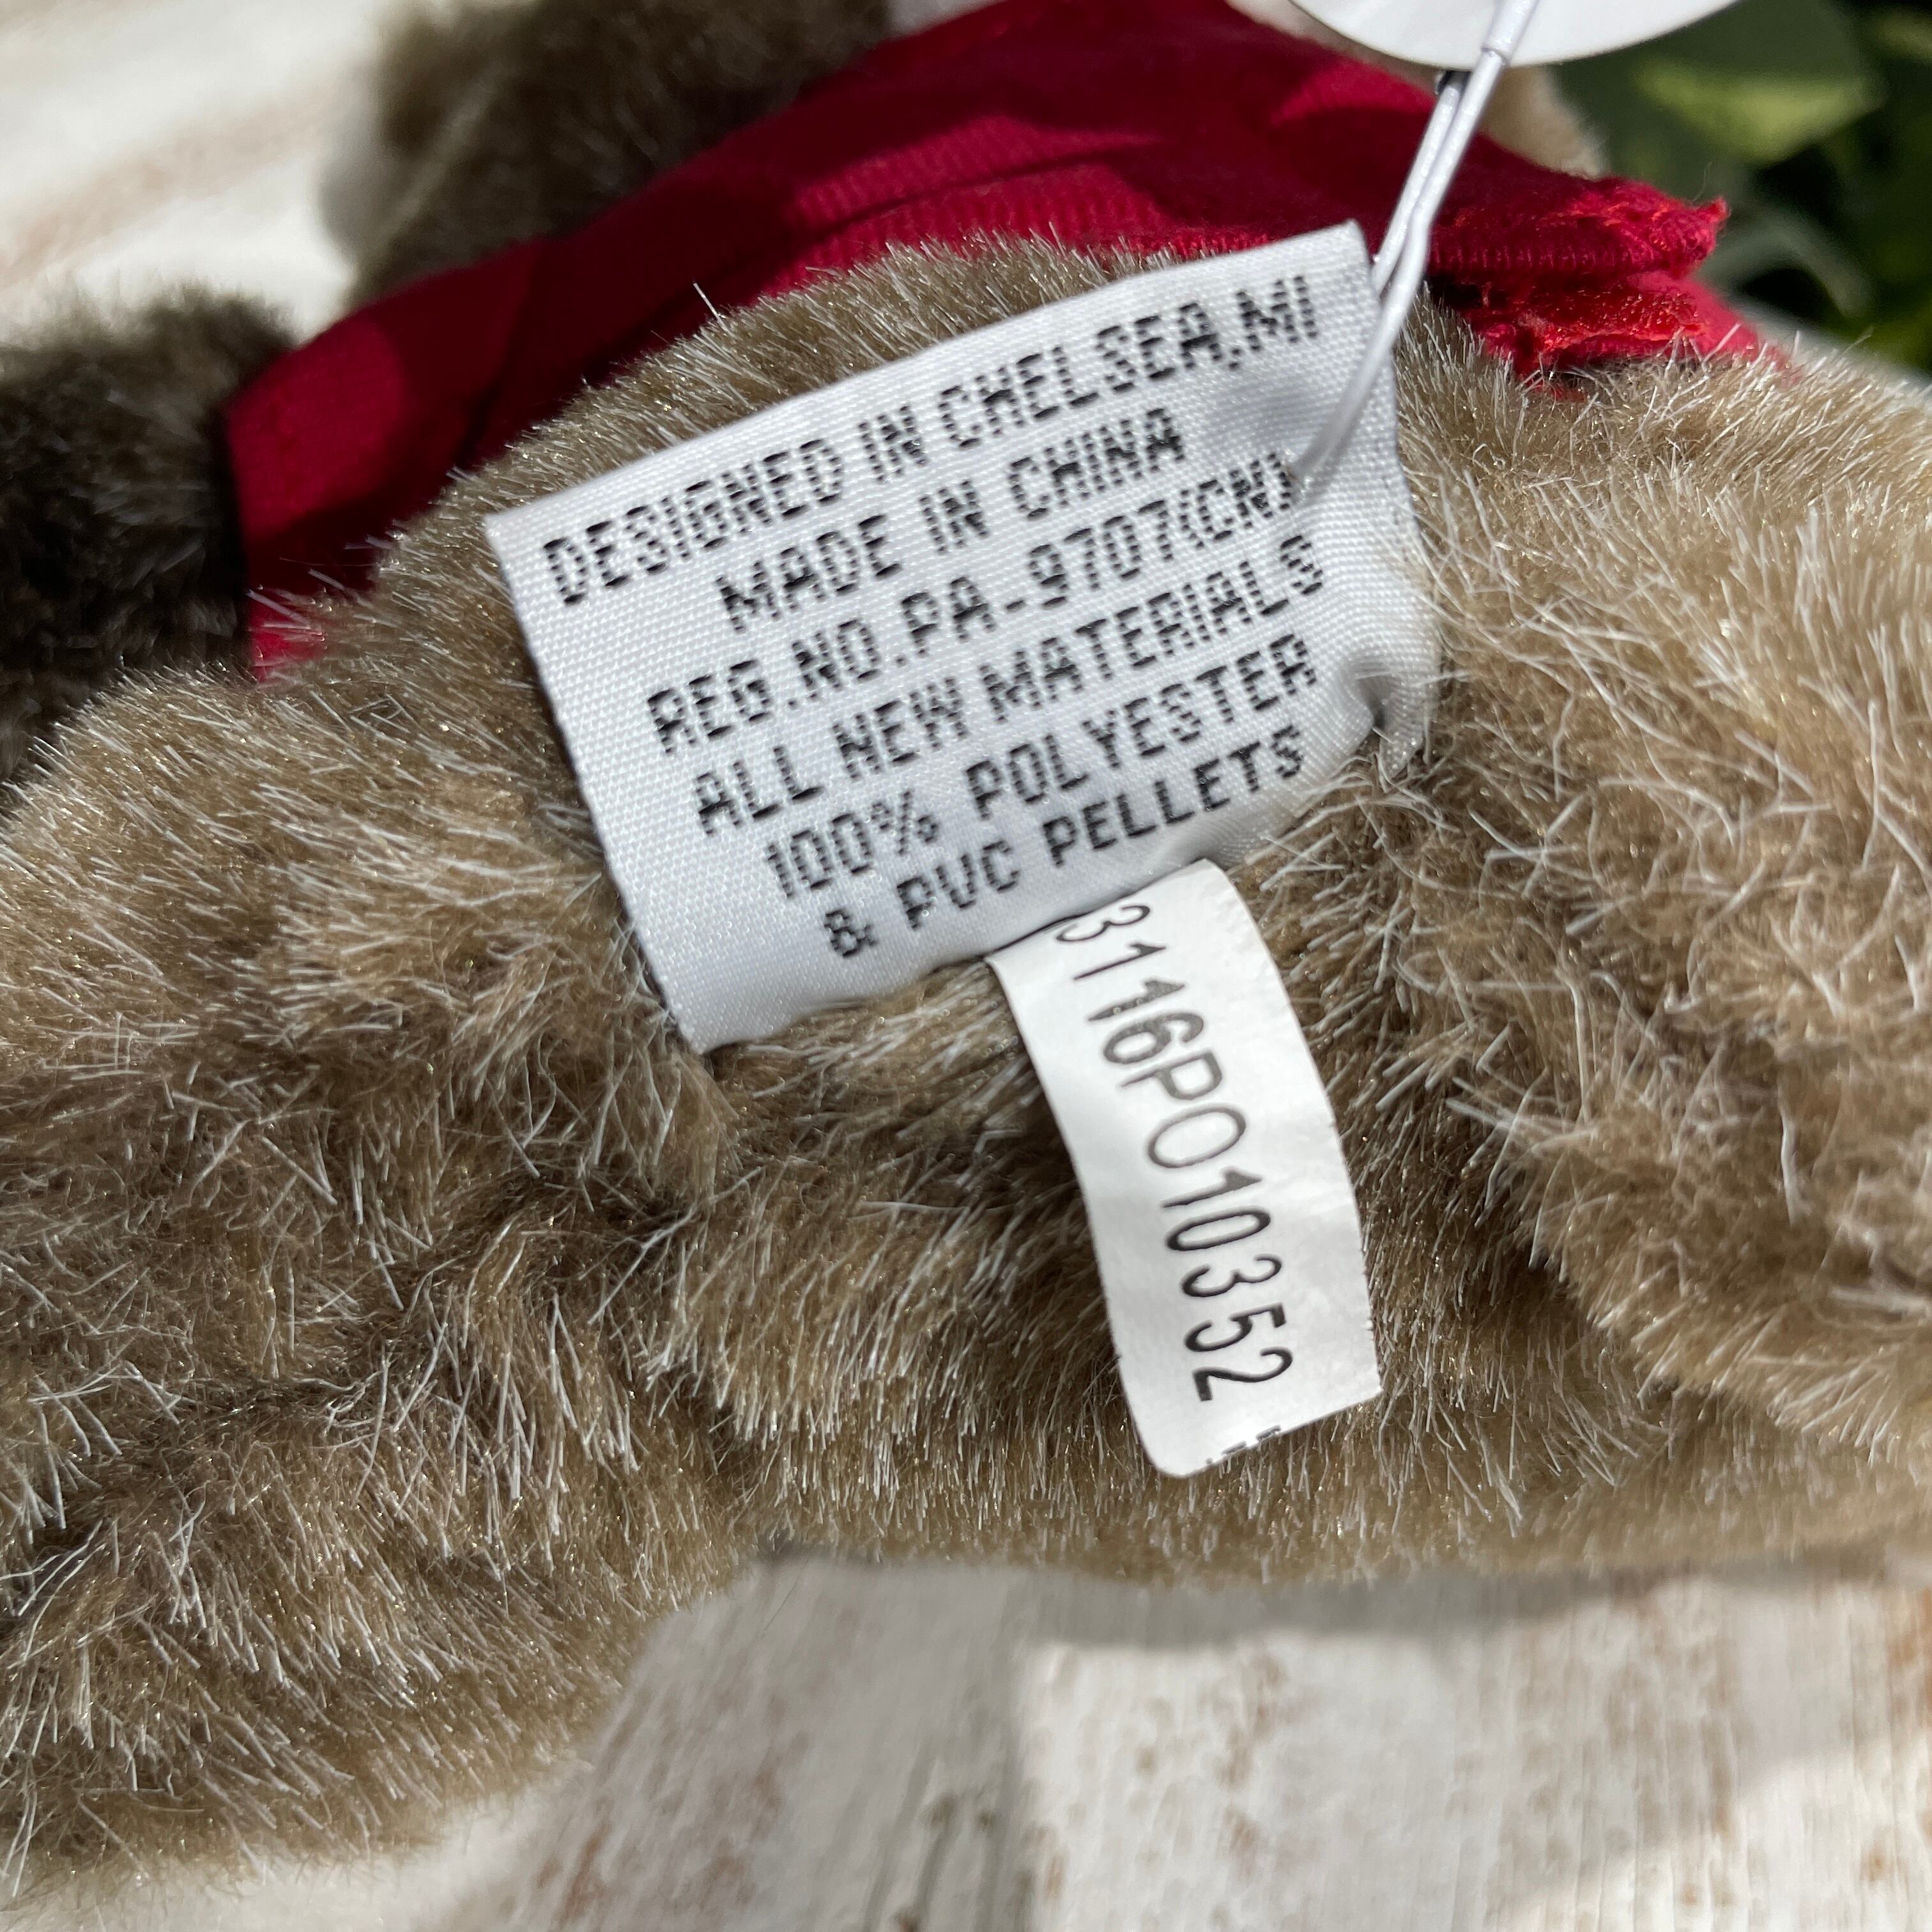 DESIGNED IN CHELSEA,MI
MADE IN CHINA
REG.NO.PA-9707(CN)
ALL NEW MATERIALS
100% POLYESTER
& PVC PELLETS
3116P010352